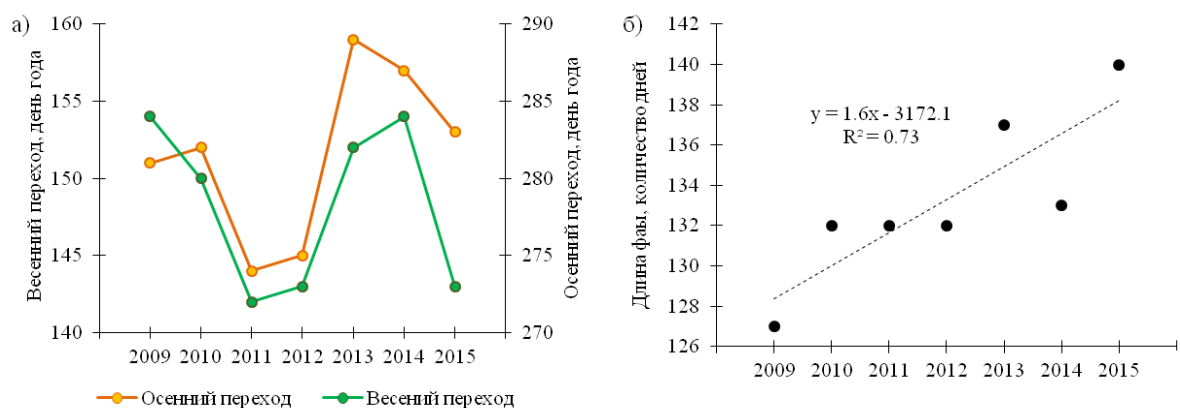 а)
Весенний переход, день года
160
155
150
145
140
290
285
280
275
270
Осенний переход, день года
2009 2010 2011 2012 2013 2014 2015
Осенний переход
Весений переход
б)
Длина фаы, количество дней
142
140
138
136
134
132
130
128
126
y = 1.6x - 3172.1
R² = 0.73
2009 2010 2011 2012 2013 2014 2015